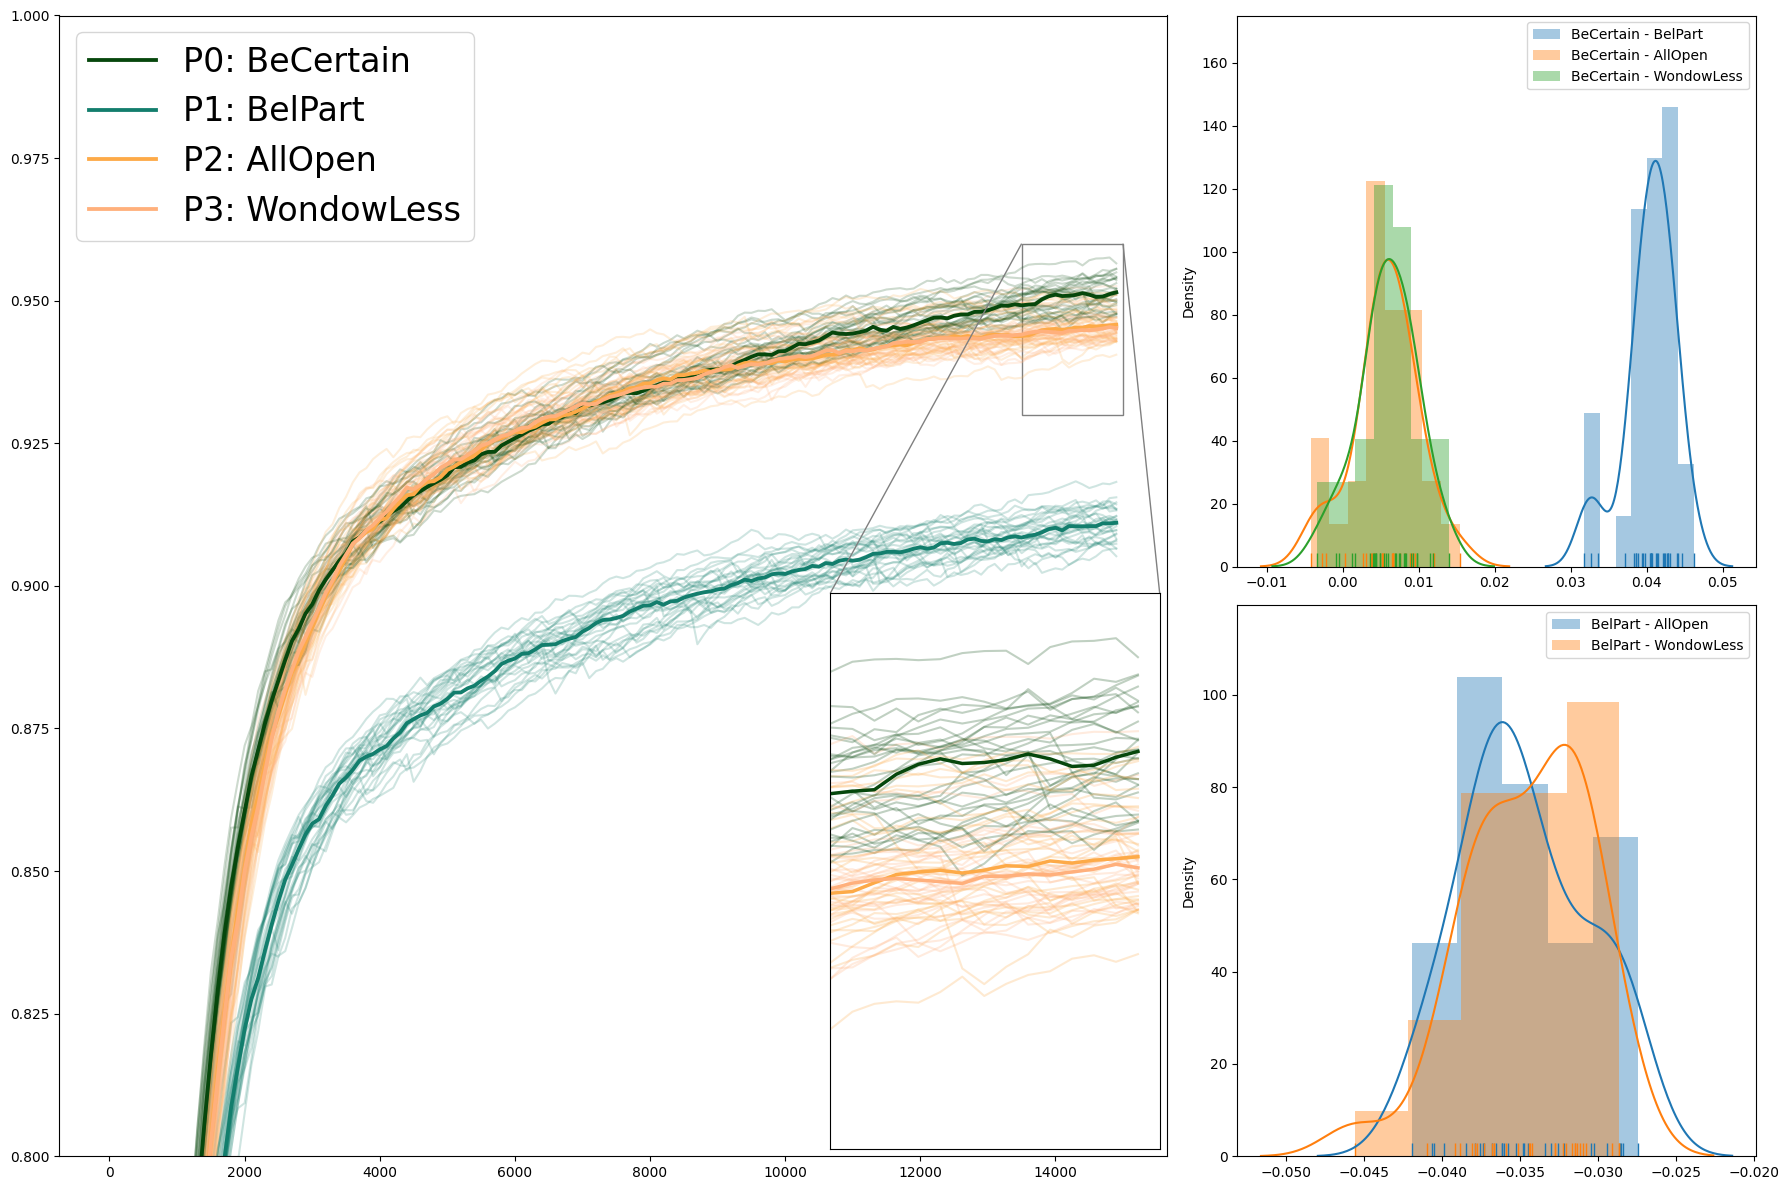 P0: BeCertain
P1: BelPart
P2: AllOpen
P3: WondowLess
1.000
0.975
0.950
0.925
0.900
0.875
0.850
0.825
0.800
0 2000 4000 6000 8000 10000 12000 14000
BeCertain - BelPart
BeCertain - AllOpen
BeCertain - WondowLess
Density
160
140
120
100
80
60
40
20
0
−0.01 0.00 0.01 0.02 0.03 0.04 0.05
BelPart - AllOpen
BelPart - WondowLess
Density
100
80
60
40
20
0
−0.050 −0.045 −0.040 −0.035 −0.030 −0.025 −0.020